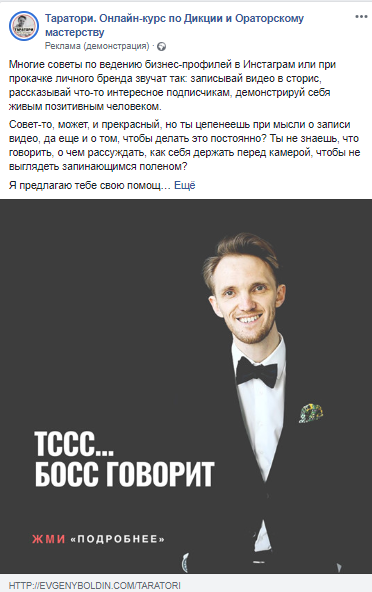 Таратори. Онлайн-курс по Дикции и Ораторскому
мастерству
Реклама (демонстрация) ·
Многие советы по ведению бизнес-профилей в Инстаграм или при
прокачке личного бренда звучат так: записывай видео в сторис,
рассказывай что-то интересное подписчикам, демонстрируй себя
живым позитивным человеком.
Совет-то, может, и прекрасный, но ты цепенеешь при мысли о записи
видео, да еще и о том, чтобы делать это постоянно? Ты не знаешь, что
говорить, о чем рассуждать, как себя держать перед камерой, чтобы не
выглядеть запинающимся поленом?
Я предлагаю тебе свою помощ… Ещё
ТССС...
БОСС ГОВОРИТ
ЖМИ «ПОДРОБНЕЕ»
HTTP://EVGENYBOLDIN.COM/TARATORI